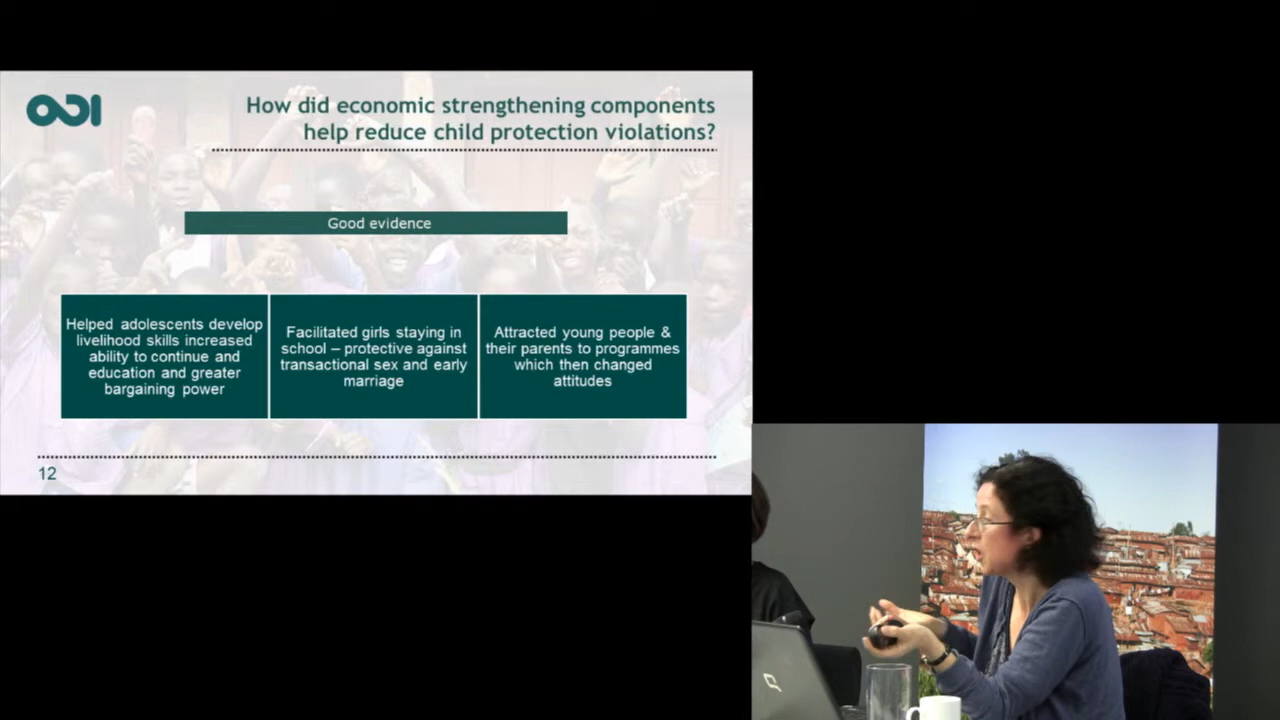 ODI
How did economic strengthening components
help reduce child protection violations?
Good evidence
Helped adolescents develop
livelihood skills increased
ability to continue and
education and greater
bargaining power
Facilitated girls staying in
school – protective against
transactional sex and early
marriage
Attracted young people &
their parents to programmes
which then changed
attitudes
12